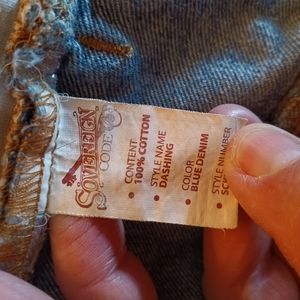 SOVEREIGN
CODE
• CONTENT
100% COTTON
• STYLE NAME
DASHING
• COLOR
BLUE DENIM
• STYLE NUMBER